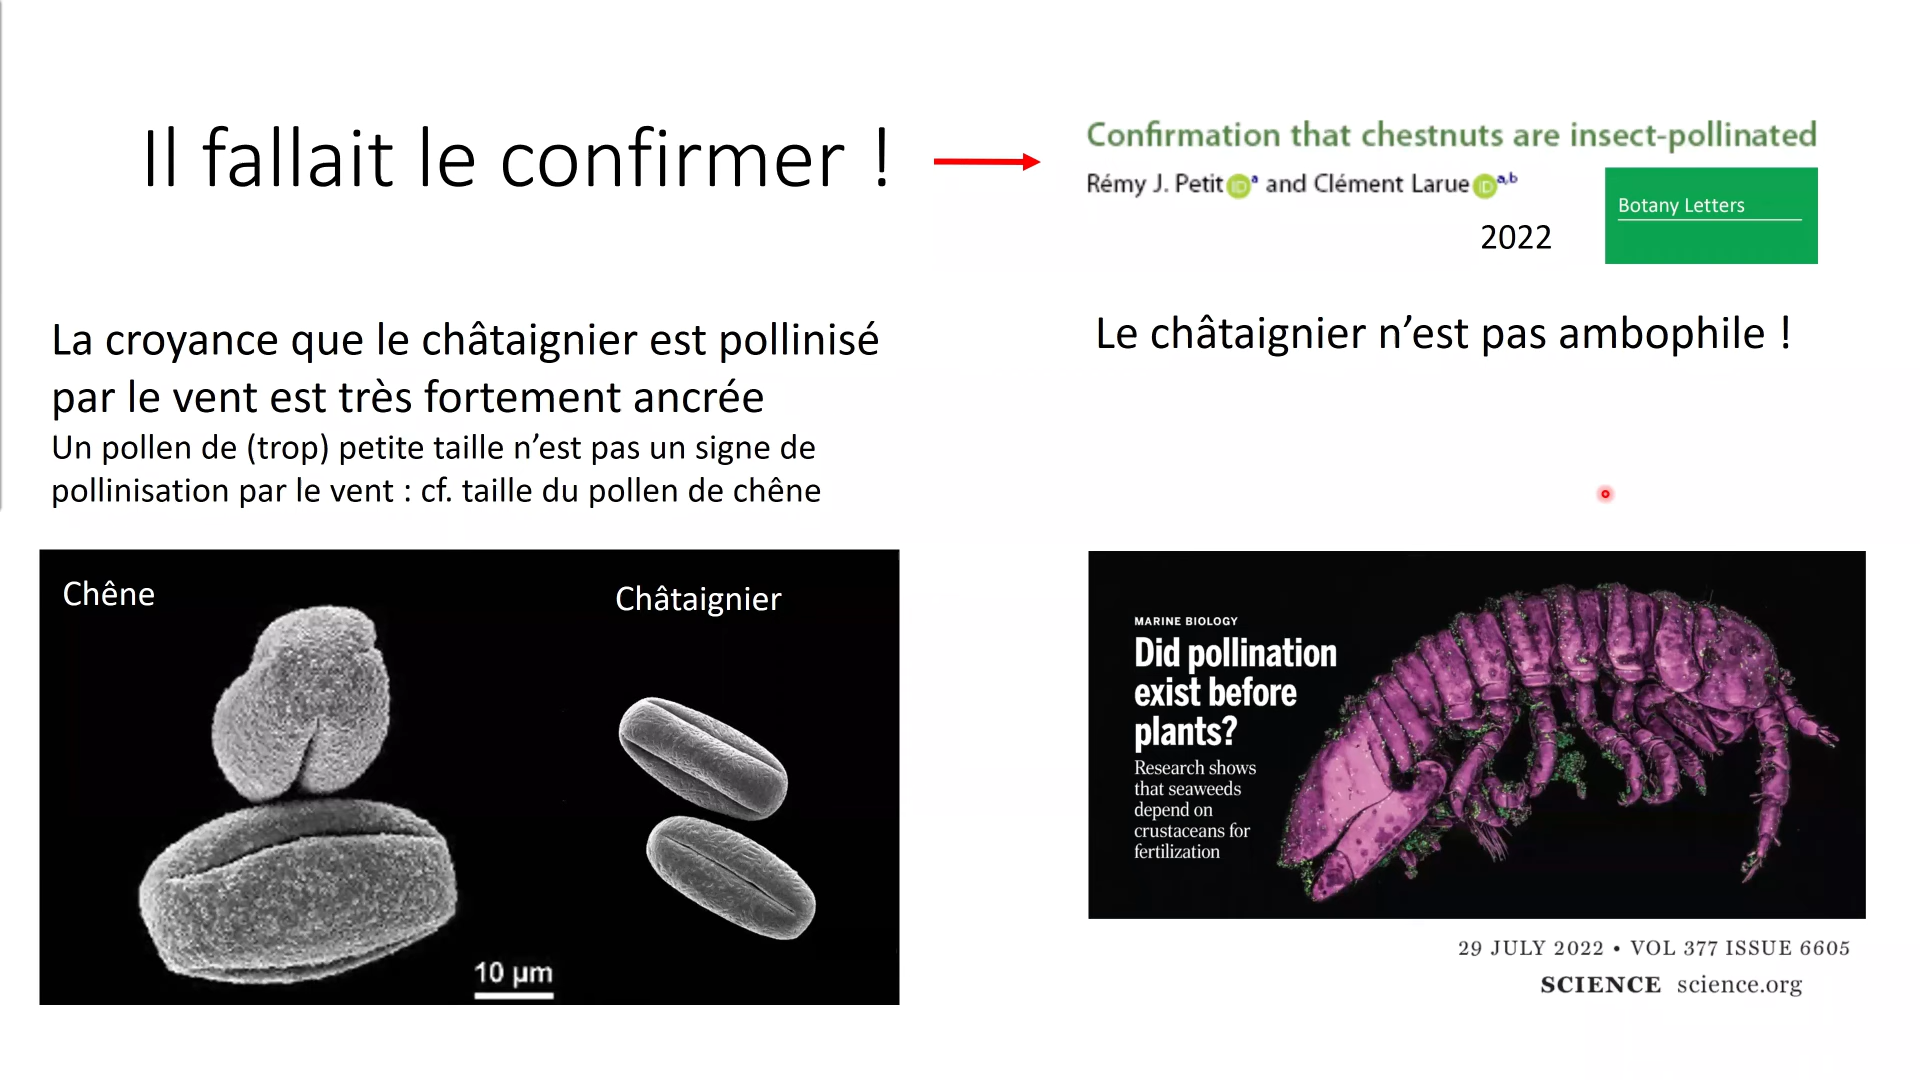 Il fallait le confirmer !
Confirmation that chestnuts are insect-pollinated
Rémy J. Petit iD a and Clément Larue iD a,b
2022
Botany Letters
La croyance que le châtaignier est pollinisé
par le vent est très fortement ancrée
Un pollen de (trop) petite taille n’est pas un signe de
pollinisation par le vent : cf. taille du pollen de chêne
Le châtaignier n’est pas ambophile !
Chêne
Châtaignier
10 µm
MARINE BIOLOGY
Did pollination
exist before
plants?
Research shows
that seaweeds
depend on
crustaceans for
fertilization
29 JULY 2022 • VOL 377 ISSUE 6605
SCIENCE science.org